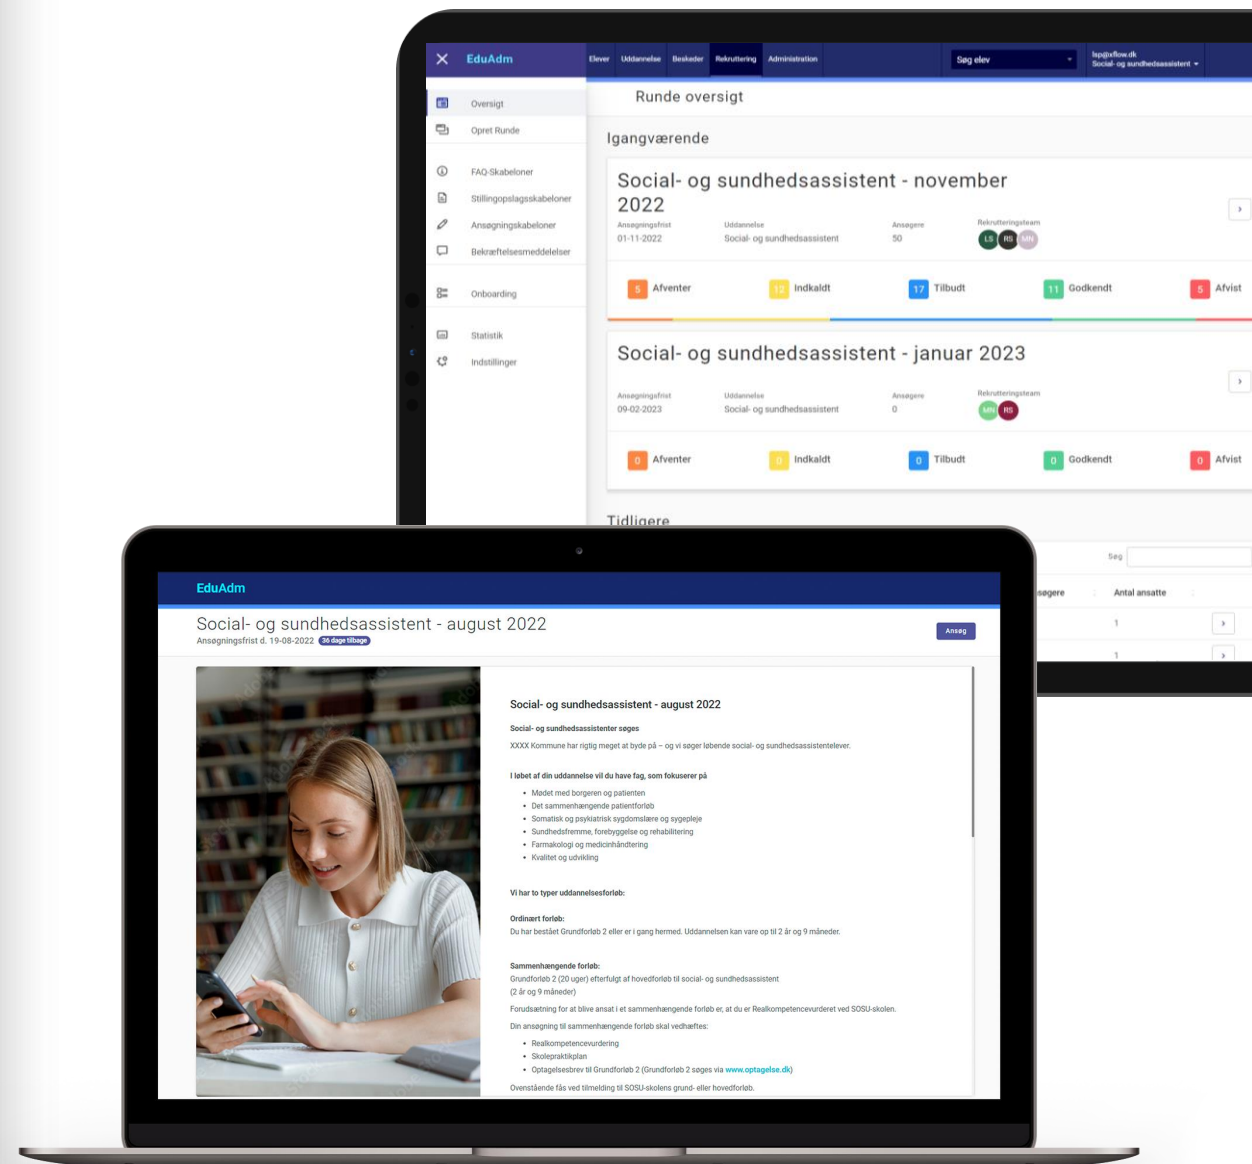 EduAdm
Elever Uddannelse Beskeder Rekruttering Administration
Søg elev
lsp@xflow.dk
Social- og sundhedsassistent
Oversigt
Opret Runde
FAQ-Skabeloner
Stillingopslagsskabeloner
Ansøgningskabeloner
Bekræftelsesmeddelelser
Onboarding
Statistik
Indstillinger
Runde oversigt
Igangværende
Social- og sundhedsassistent - november
2022
Ansøgningsfrist Uddannelse Ansøgere Rekrutteringsteam
01-11-2022 Social- og sundhedsassistent 50 LS RS MN
5 Afventer Indkaldt 17 Tilbudt 11 Godkendt 5 Afvist
Social- og sundhedsassistent - januar 2023
Ansøgningsfrist Uddannelse Ansøgere Rekrutteringsteam
09-02-2023 Social- og sundhedsassistent 0 MN RS
0 Afventer 0 Indkaldt 0 Tilbudt 0 Godkendt 0 Afvist
Tidligere
Søg
Antal ansatte
1
1
EduAdm
Social- og sundhedsassistent - august 2022
Ansøgningsfrist d. 19-08-2022 36 dage tilbage
Ansøg
Social- og sundhedsassistent - august 2022
Social- og sundhedsassistenter søges
XXXX Kommune har rigtig meget at byde på – og vi søger løbende social- og sundhedsassistentelever.
I løbet af din uddannelse vil du have fag, som fokuserer på
• Mødet med borgeren og patienten
• Det sammenhængende patientforløb
• Somatisk og psykiatrisk sygdomslære og sygepleje
• Sundhedsfremme, forebyggelse og rehabilitering
• Farmakologi og medicinhåndtering
• Kvalitet og udvikling
Vi har to typer uddannelsesforløb:
Ordinært forløb:
Du har bestået Grundforløb 2 eller er i gang hermed. Uddannelsen kan vare op til 2 år og 9 måneder.
Sammenhængende forløb:
Grundforløb 2 (20 uger) efterfulgt af hovedforløb til social- og sundhedsassistent
(2 år og 9 måneder)
Forudsætning for at blive ansat i et sammenhængende forløb er, at du er Realkompetencevurderet ved SOSU-skolen.
Din ansøgning til sammenhængende forløb skal vedhæftes:
• Realkompetencevurdering
• Skolepraktikplan
• Optagelsesbrev til Grundforløb 2 (Grundforløb 2 søges via www.optagelse.dk)
Ovenstående fås ved tilmelding til SOSU-skolens grund- eller hovedforløb.